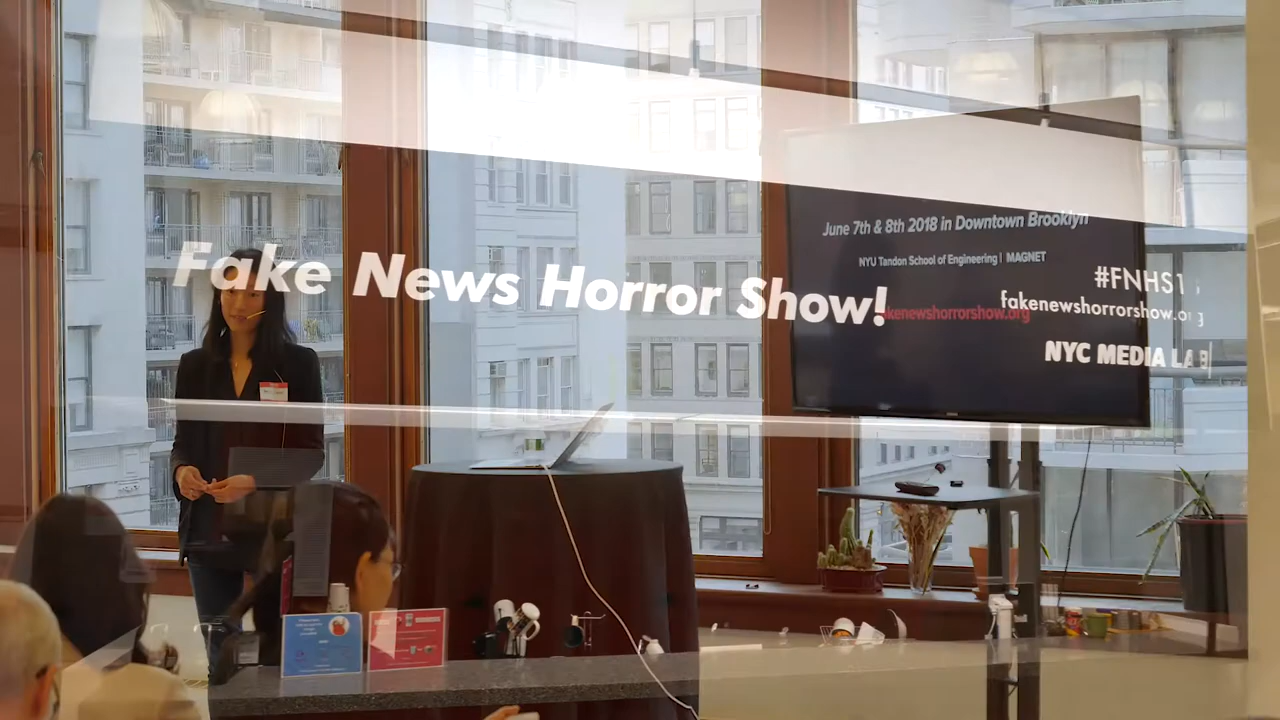 Fake News Horror Show!
June 7th & 8th 2018 in Downtown Brooklyn
NYU Tandon School of Engineering | MAGNET
akenewshorrorshow.org
#FNHS1
fakenewshorrorshow.org
NYC MEDIA LAB